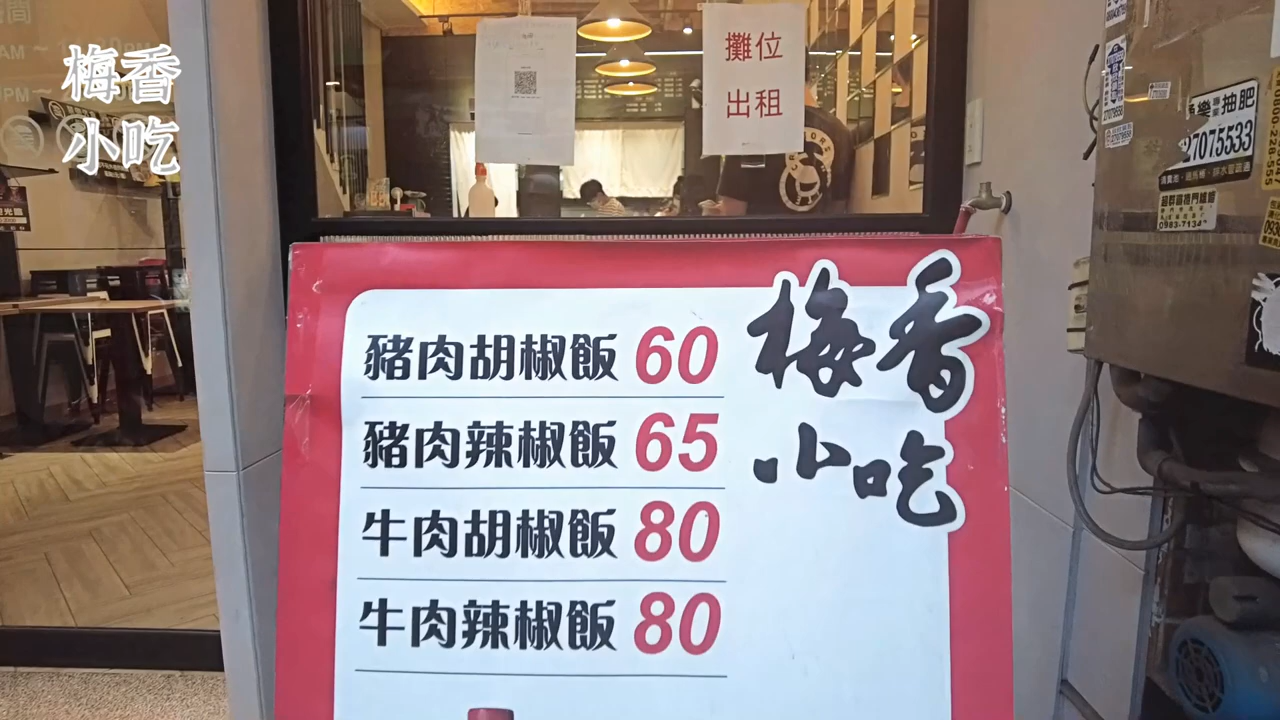 梅香
小吃
攤位
出租
梅香
小吃
豬肉胡椒飯 60
豬肉辣椒飯 65
牛肉胡椒飯 80
牛肉辣椒飯 80
抽肥
27075533
0983-7134